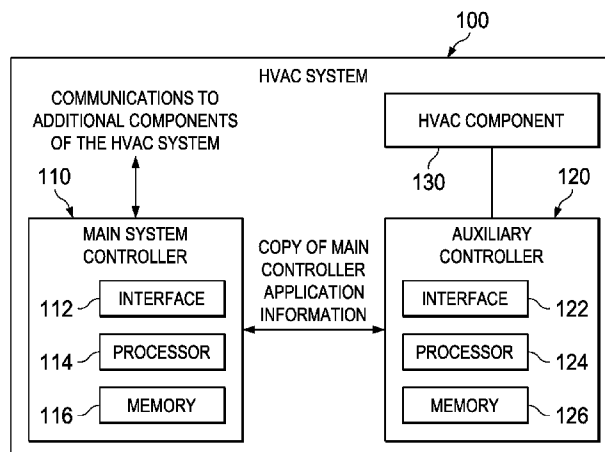 100
HVAC SYSTEM
COMMUNICATIONS TO
ADDITIONAL COMPONENTS
OF THE HVAC SYSTEM
HVAC COMPONENT
130
110
120
MAIN SYSTEM
CONTROLLER
INTERFACE
112
PROCESSOR
114
MEMORY
116
COPY OF MAIN
CONTROLLER
APPLICATION
INFORMATION
AUXILIARY
CONTROLLER
INTERFACE
122
PROCESSOR
124
MEMORY
126